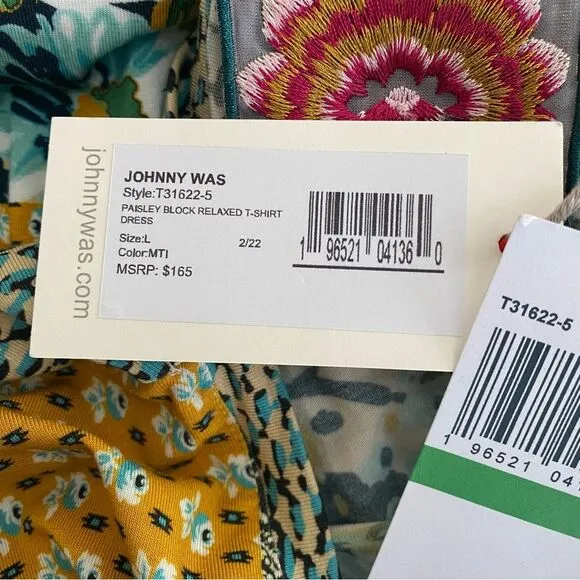 johnnywas.com
JOHNNY WAS
Style:T31622-5
PAISLEY BLOCK RELAXED T-SHIRT
DRESS
Size:L 2/22
Color:MTI
MSRP: $165
1 96521 04136 0
T31622-5
1 96521 041